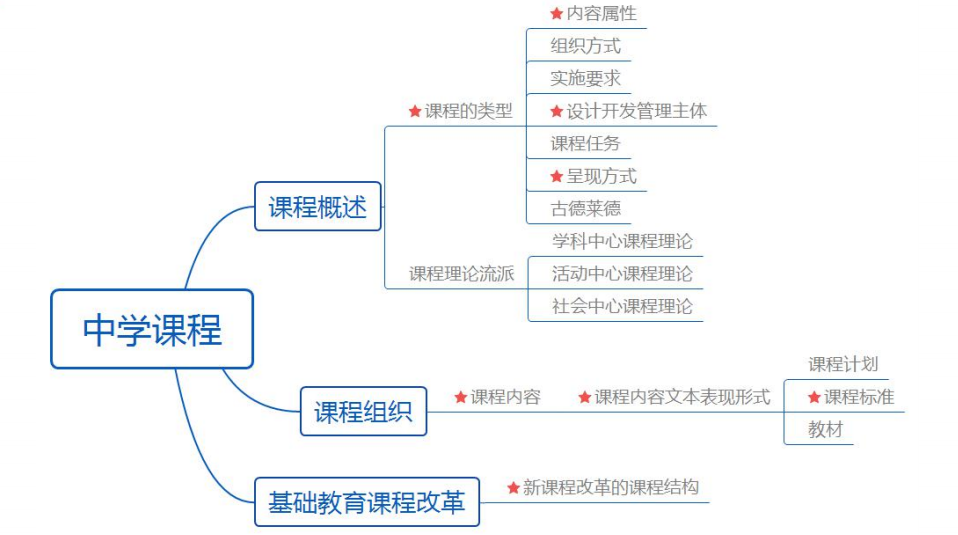 中学课程
课程概述
★课程的类型
★内容属性
组织方式
实施要求
★设计开发管理主体
课程任务
★呈现方式
古德莱德
课程理论流派
学科中心课程理论
活动中心课程理论
社会中心课程理论
课程组织
★课程内容
★课程内容文本表现形式
课程计划
★课程标准
教材
基础教育课程改革
★新课程改革的课程结构